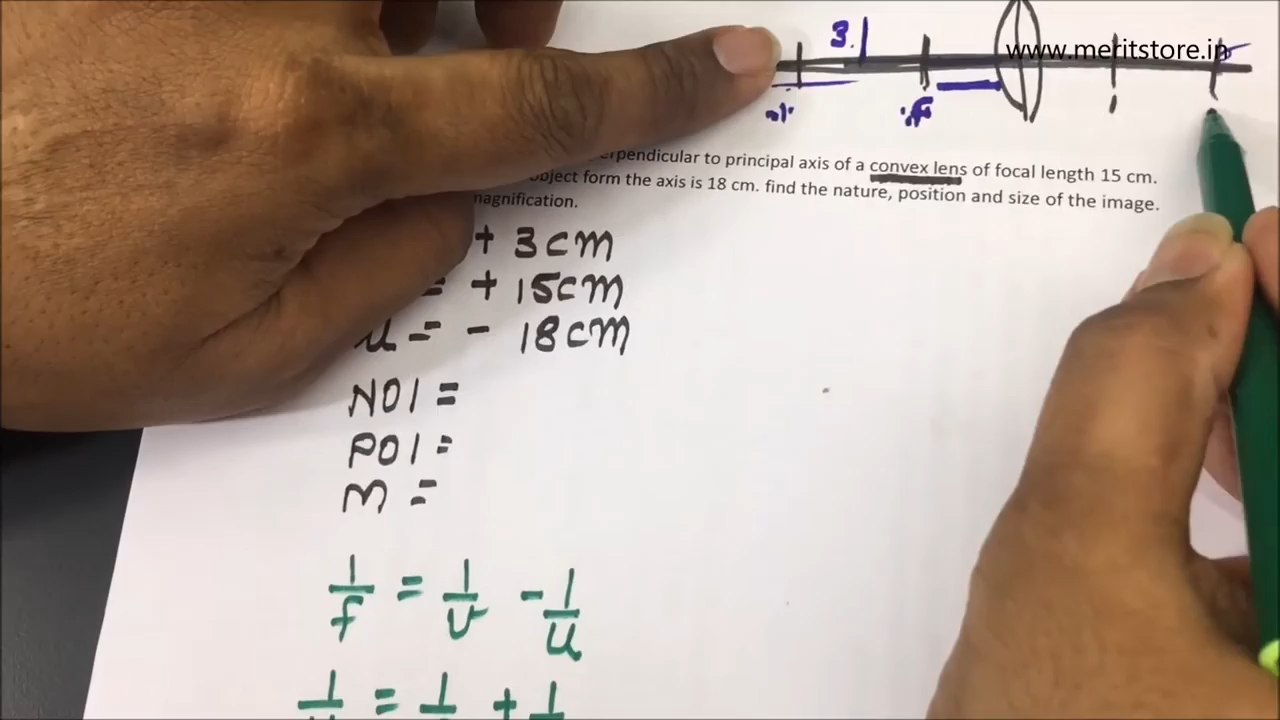 3.
www.meritstore.in
f
perpendicular to principal axis of a convex lens of focal length 15 cm.
object form the axis is 18 cm. find the nature, position and size of the image.
magnification.
+ 3cm
= + 15cm
u = - 18cm
NOI =
POI =
m =
1/f = 1/v - 1/u